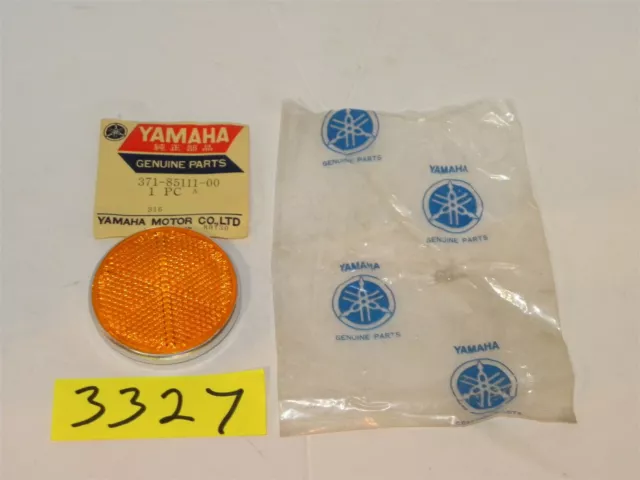 YAMAHA
純正部品
GENUINE PARTS
371-85111-00
1 PC
YAMAHA MOTOR CO.,LTD
3327
GENUINE PARTS
YAMAHA
GENUINE PARTS
YAMAHA
GENUINE PARTS
YAMAHA